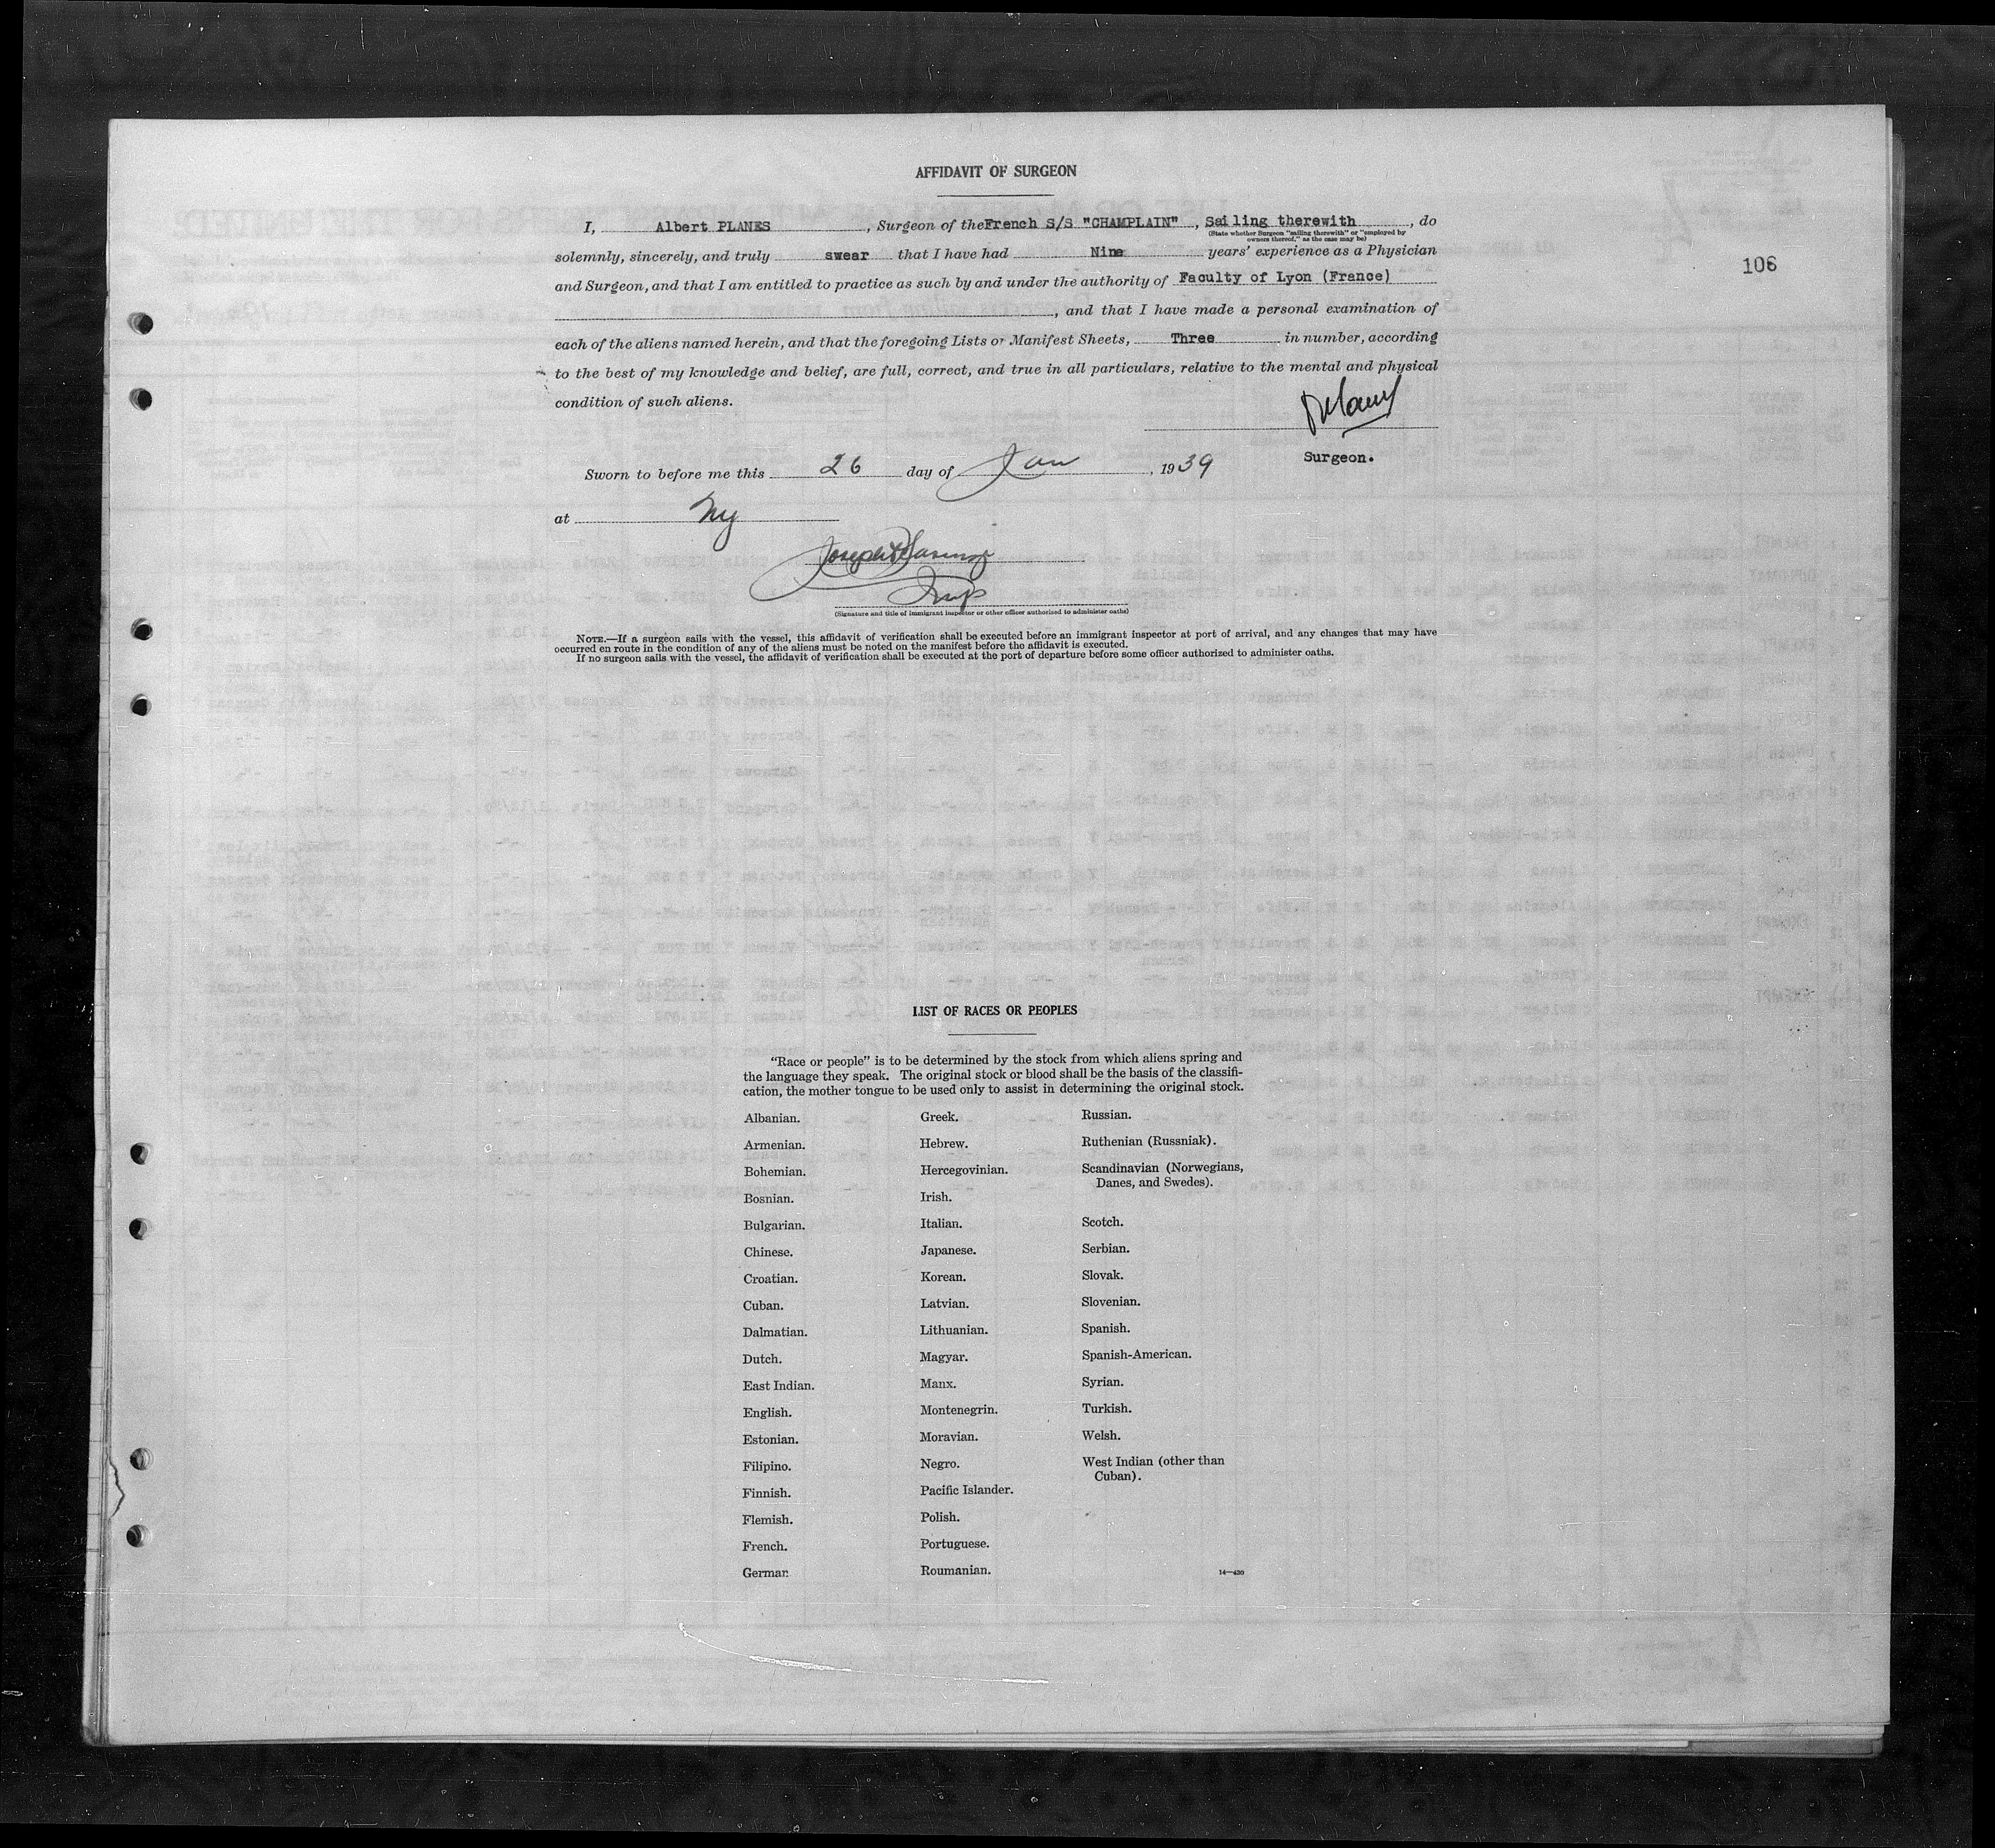 AFFIDAVIT OF SURGEON
106
I, Albert PLANES, Surgeon of the French S/S "CHAMPLAIN", Sailing therewith, do
(State whether Surgeon "sailing therewith" or "employed by
owners thereof," as the case may be)
solemnly, sincerely, and truly swear that I have had Nine years' experience as a Physician
and Surgeon, and that I am entitled to practice as such by and under the authority of Faculty of Lyon (France)
, and that I have made a personal examination of
each of the aliens named herein, and that the foregoing Lists or Manifest Sheets, Three in number, according
to the best of my knowledge and belief, are full, correct, and true in all particulars, relative to the mental and physical
condition of such aliens.
Surgeon.
Sworn to before me this 26 day of Jan, 1939
at NY
Joseph
Insp
(Signature and title of immigrant inspector or other officer authorized to administer oaths)
NOTE.—If a surgeon sails with the vessel, this affidavit of verification shall be executed before an immigrant inspector at port of arrival, and any changes that may have
occurred en route in the condition of any of the aliens must be noted on the manifest before the affidavit is executed.
If no surgeon sails with the vessel, the affidavit of verification shall be executed at the port of departure before some officer authorized to administer oaths.
LIST OF RACES OR PEOPLES
"Race or people" is to be determined by the stock from which aliens spring and
the language they speak. The original stock or blood shall be the basis of the classifi-
cation, the mother tongue to be used only to assist in determining the original stock.
Albanian.
Armenian.
Bohemian.
Bosnian.
Bulgarian.
Chinese.
Croatian.
Cuban.
Dalmatian.
Dutch.
East Indian.
English.
Estonian.
Filipino.
Finnish.
Flemish.
French.
German
Greek.
Hebrew.
Hercegovinian.
Irish.
Italian.
Japanese.
Korean.
Latvian.
Lithuanian.
Magyar.
Manx.
Montenegrin.
Moravian.
Negro.
Pacific Islander.
Polish.
Portuguese.
Roumanian.
Russian.
Ruthenian (Russniak).
Scandinavian (Norwegians,
Danes, and Swedes).
Scotch.
Serbian.
Slovak.
Slovenian.
Spanish.
Spanish-American.
Syrian.
Turkish.
Welsh.
West Indian (other than
Cuban).
14—430